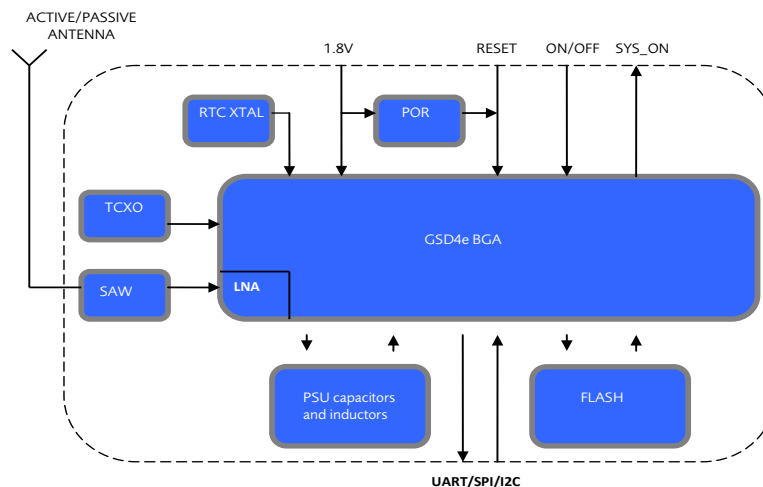 ACTIVE/PASSIVE
ANTENNA
1.8V
RESET
ON/OFF
SYS_ON
RTC XTAL
POR
TCXO
GSD4e BGA
SAW
LNA
PSU capacitors
and inductors
FLASH
UART/SPI/I2C